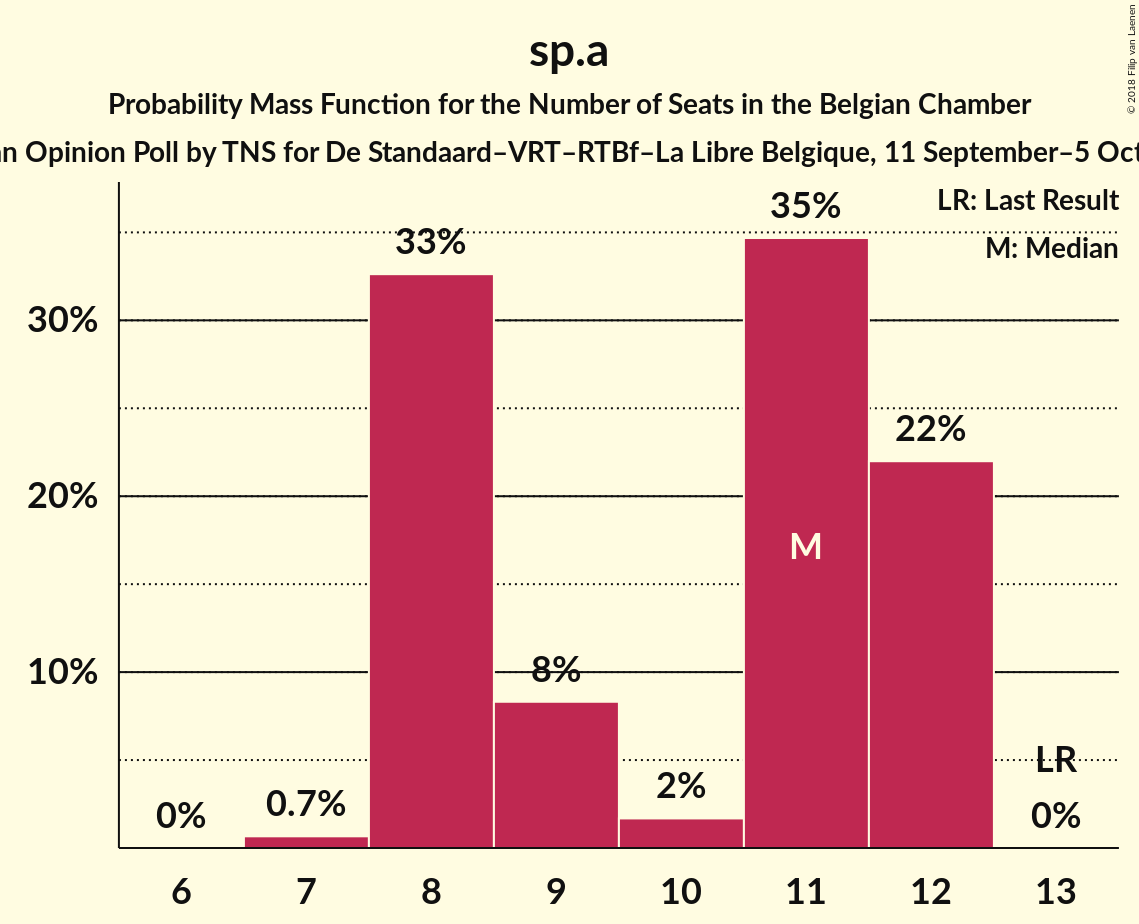 sp.a
Probability Mass Function for the Number of Seats in the Belgian Chamber
Opinion Poll by TNS for De Standaard–VRT–RTBf–La Libre Belgique, 11 September–5
© 2018 Filip van Laenen
LR: Last Result
M: Median
35%
33%
30%
22%
20%
M
10%
8%
LR
2%
0.7%
0%
0%
6 7 8 9 10 11 12 13